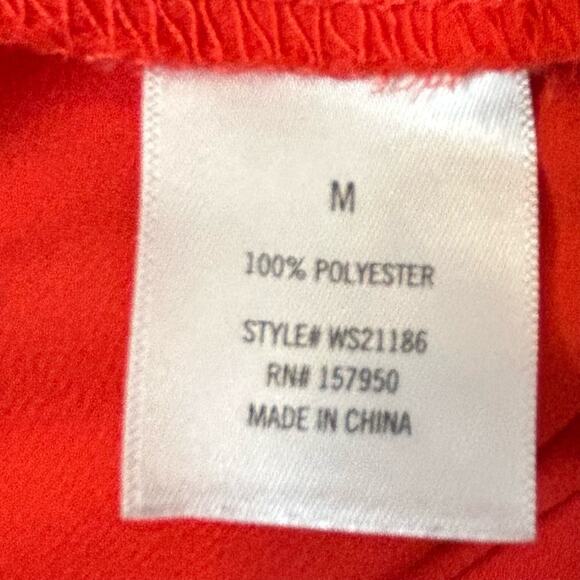 M
100% POLYESTER
STYLE# WS21186
RN# 157950
MADE IN CHINA